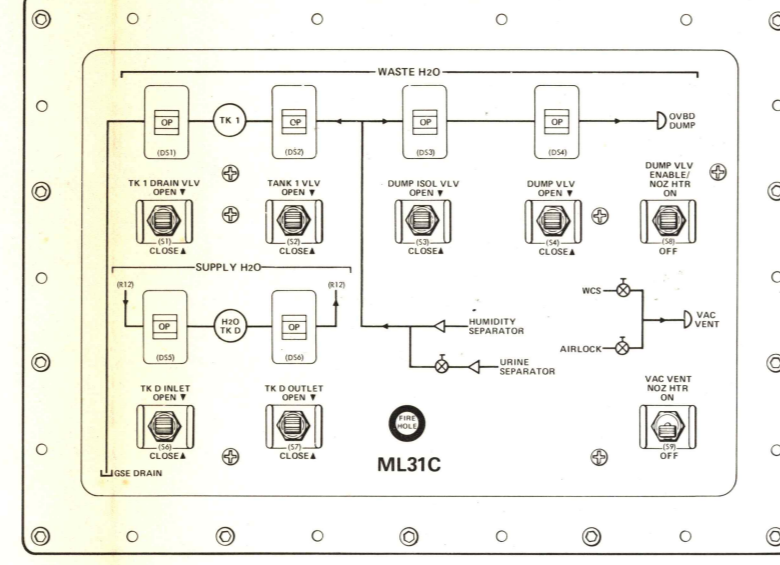 WASTE H2O
OP
TK 1
OP
OP
OP
OVBD
DUMP
(DS1)
(DS2)
(DS3)
(DS4)
TK 1 DRAIN VLV
OPEN ▼
TANK 1 VLV
OPEN ▼
DUMP ISOL VLV
OPEN ▼
DUMP VLV
OPEN ▼
DUMP VLV
ENABLE/
NOZ HTR
ON
(S1)
CLOSE▲
(S2)
CLOSE▲
(S3)
CLOSE▲
(S4)
CLOSE▲
(S8)
OFF
SUPPLY H2O
(R12)
(R12)
OP
H2O
TK D
OP
(DS5)
(DS6)
WCS
VAC
VENT
AIRLOCK
HUMIDITY
SEPARATOR
URINE
SEPARATOR
TK D INLET
OPEN ▼
TK D OUTLET
OPEN ▼
VAC VENT
NOZ HTR
ON
(S6)
CLOSE▲
(S7)
CLOSE▲
(S9)
OFF
FIRE
HOLE
ML31C
GSE DRAIN